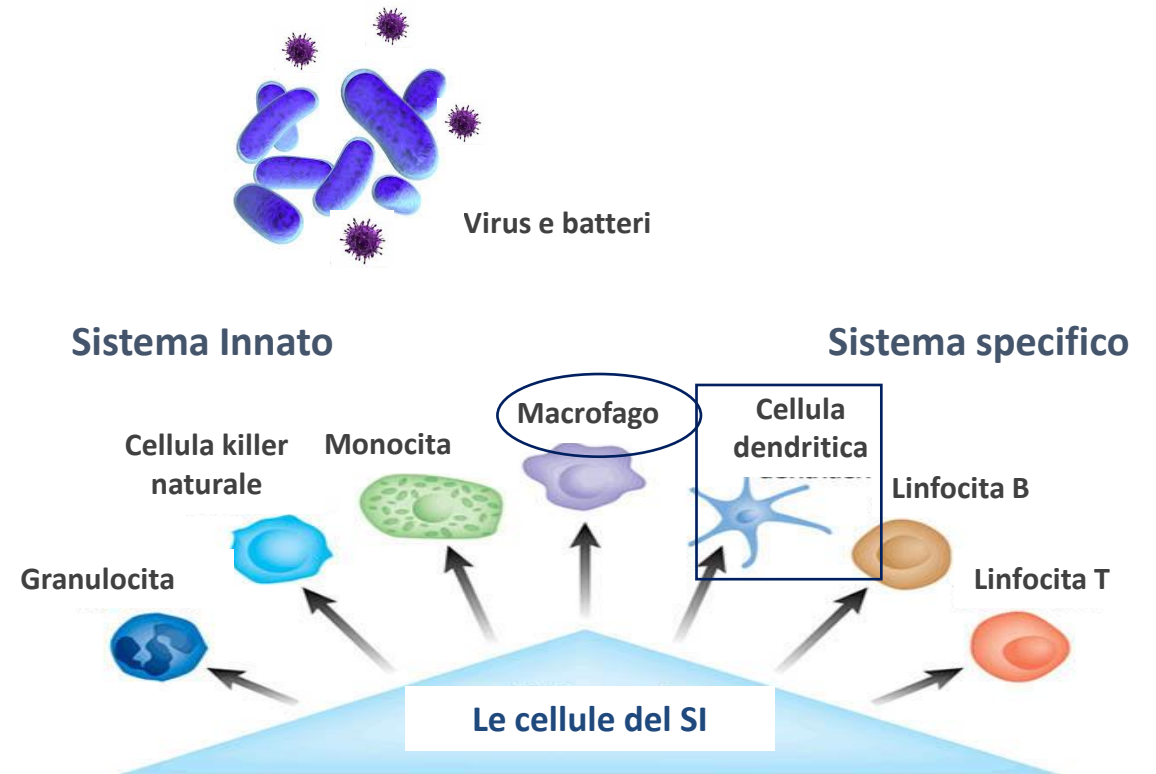 Virus e batteri
Sistema Innato
Sistema specifico
Macrofago
Cellula
dendritica
Cellula killer
naturale
Monocita
Linfocita B
Granulocita
Linfocita T
Le cellule del SI